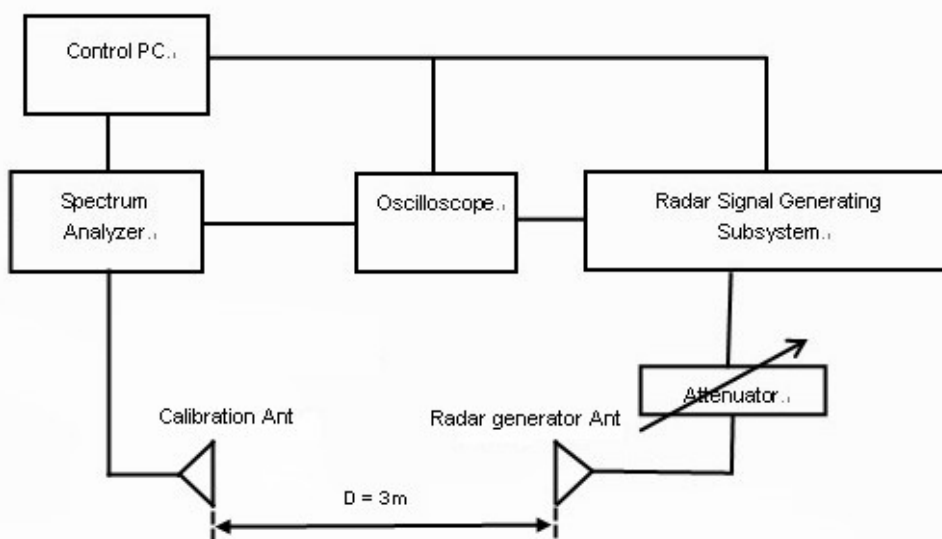 Control PC.
Spectrum
Analyzer.
Oscilloscope.
Radar Signal Generating
Subsystem.
Attenuator.
Calibration Ant
Radar generator Ant
D = 3m